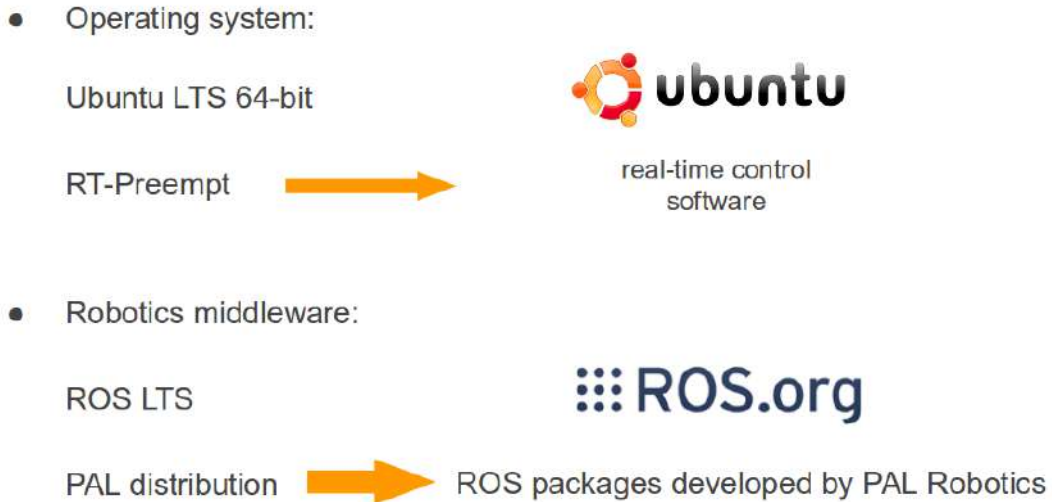 ● Operating system:
Ubuntu LTS 64-bit
ubuntu
RT-Preempt
real-time control
software
● Robotics middleware:
ROS LTS
ROS.org
PAL distribution
ROS packages developed by PAL Robotics